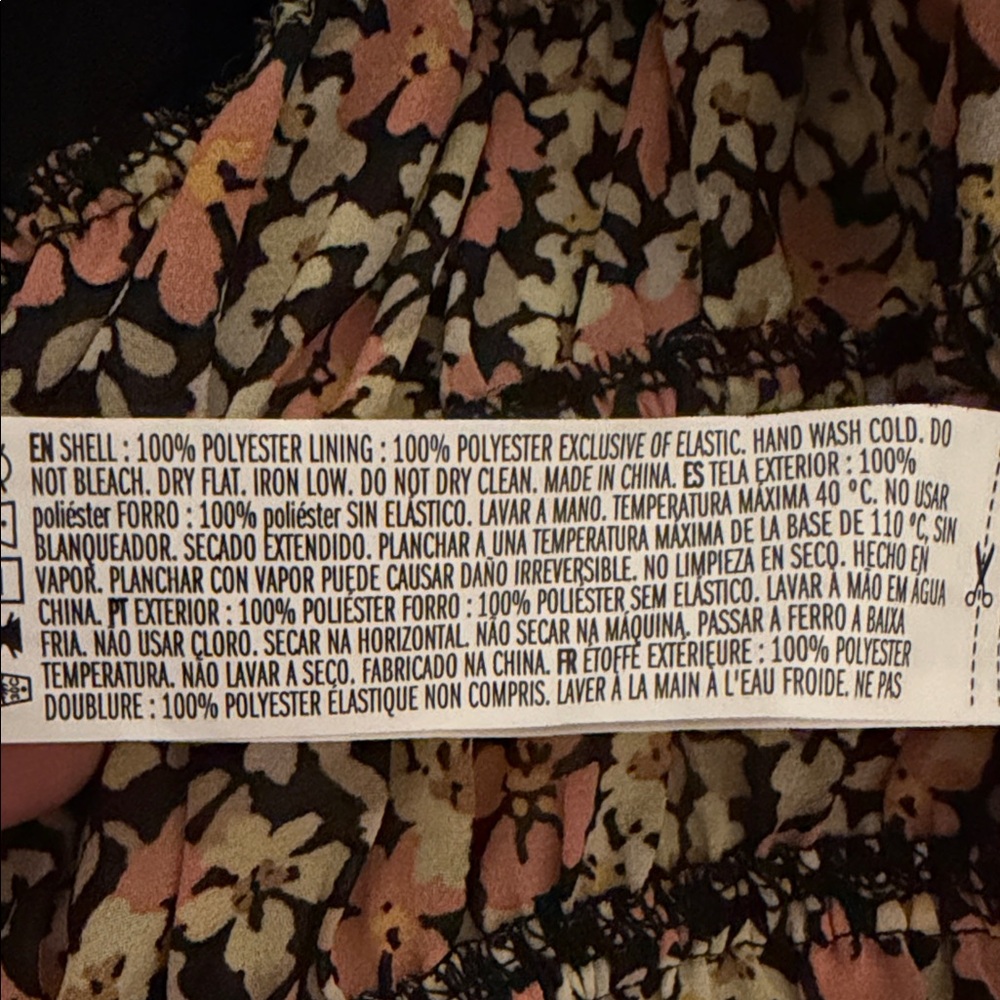 EN SHELL : 100% POLYESTER LINING : 100% POLYESTER EXCLUSIVE OF ELASTIC. HAND WASH COLD. DO
NOT BLEACH. DRY FLAT. IRON LOW. DO NOT DRY CLEAN. MADE IN CHINA. ES TELA EXTERIOR : 100%
poliéster FORRO : 100% poliéster SIN ELÁSTICO. LAVAR A MANO. TEMPERATURA MÁXIMA 40 °C. NO USAR
BLANQUEADOR. SECADO EXTENDIDO. PLANCHAR A UNA TEMPERATURA MÁXIMA DE LA BASE DE 110 °C, SIN
VAPOR. PLANCHAR CON VAPOR PUEDE CAUSAR DAÑO IRREVERSIBLE. NO LIMPIEZA EN SECO. HECHO EN
CHINA. PT EXTERIOR : 100% POLIÉSTER FORRO : 100% POLIÉSTER SEM ELÁSTICO. LAVAR À MÃO EM ÁGUA
FRIA. NÃO USAR CLORO. SECAR NA HORIZONTAL. NÃO SECAR NA MÁQUINA. PASSAR A FERRO A BAIXA
TEMPERATURA. NÃO LAVAR A SECO. FABRICADO NA CHINA. FR ÉTOFFE EXTÉRIEURE : 100% POLYESTER
DOUBLURE : 100% POLYESTER ÉLASTIQUE NON COMPRIS. LAVER À LA MAIN À L'EAU FROIDE. NE PAS